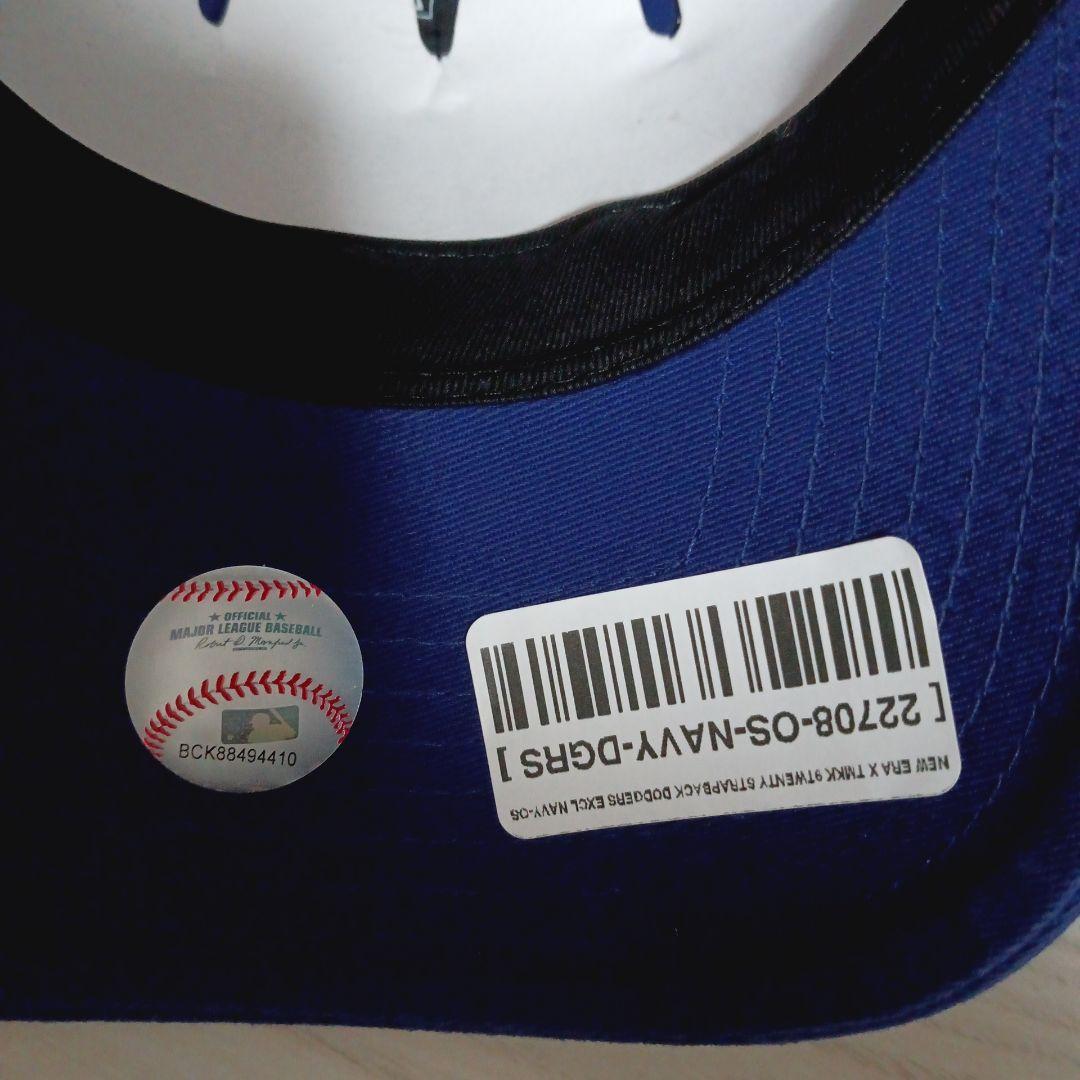 ★ OFFICIAL ★
MAJOR LEAGUE BASEBALL
BCK88494410
[ 22708-OS-NAVY-DGRS ]
NEW ERA X TMKK 9TWENTY STRAPBACK DODGERS EXCL NAVY-OS